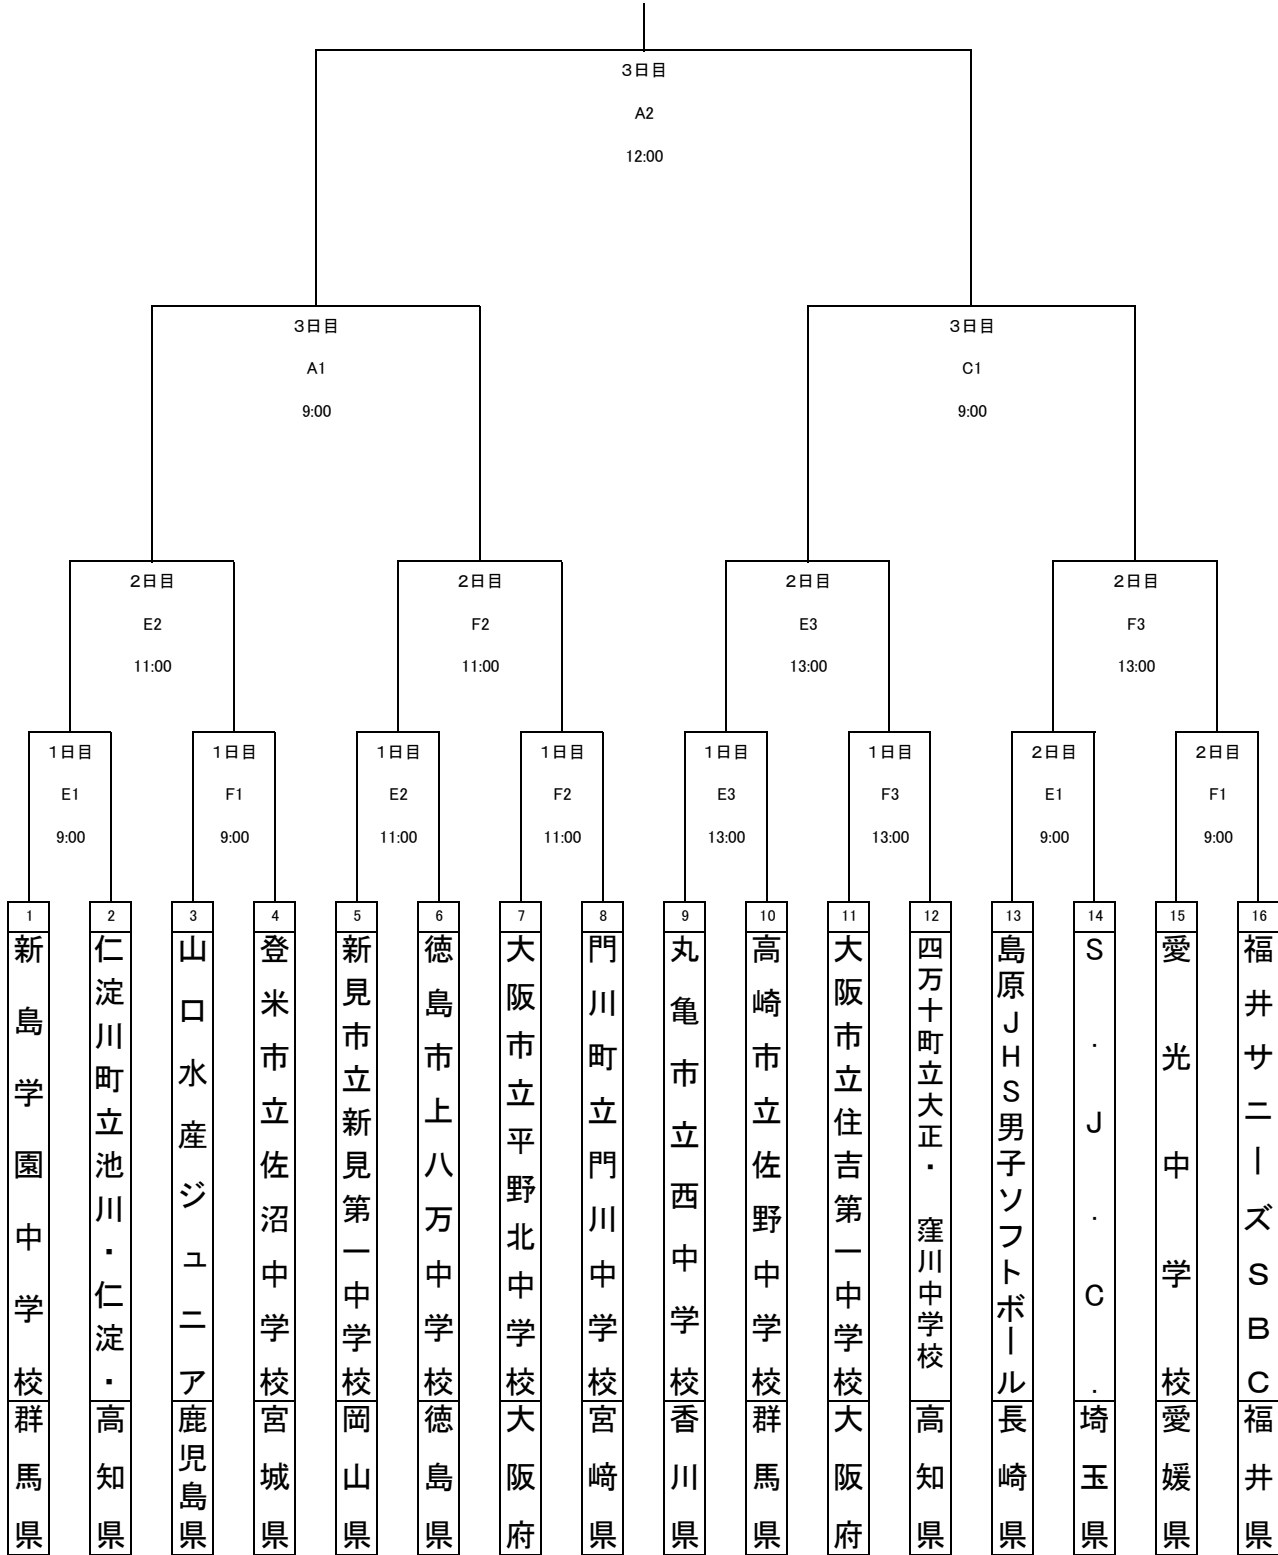 3日目
A2
12:00
3日目
A1
9:00
3日目
C1
9:00
2日目
E2
11:00
2日目
F2
11:00
2日目
E3
13:00
2日目
F3
13:00
1日目
E1
9:00
1日目
F1
9:00
1日目
E2
11:00
1日目
F2
11:00
1日目
E3
13:00
1日目
F3
13:00
2日目
E1
9:00
2日目
F1
9:00
1
新島学園中学校
群馬県
2
仁淀川町立池川・仁淀・
高知県
3
山口水産ジュニア
鹿児島県
4
登米市立佐沼中学校
宮城県
5
新見市立新見第一中学校
岡山県
6
徳島市上八万中学校
徳島県
7
大阪市立平野北中学校
大阪府
8
門川町立門川中学校
宮﨑県
9
丸亀市立西中学校
香川県
10
高崎市立佐野中学校
群馬県
11
大阪市立住吉第一中学校
大阪府
12
四万十町立大正・ 窪川中学校
高知県
13
島原JHS男子ソフトボール
長崎県
14
S.J.C.
埼玉県
15
愛光中学校
愛媛県
16
福井サニーズSBC
福井県